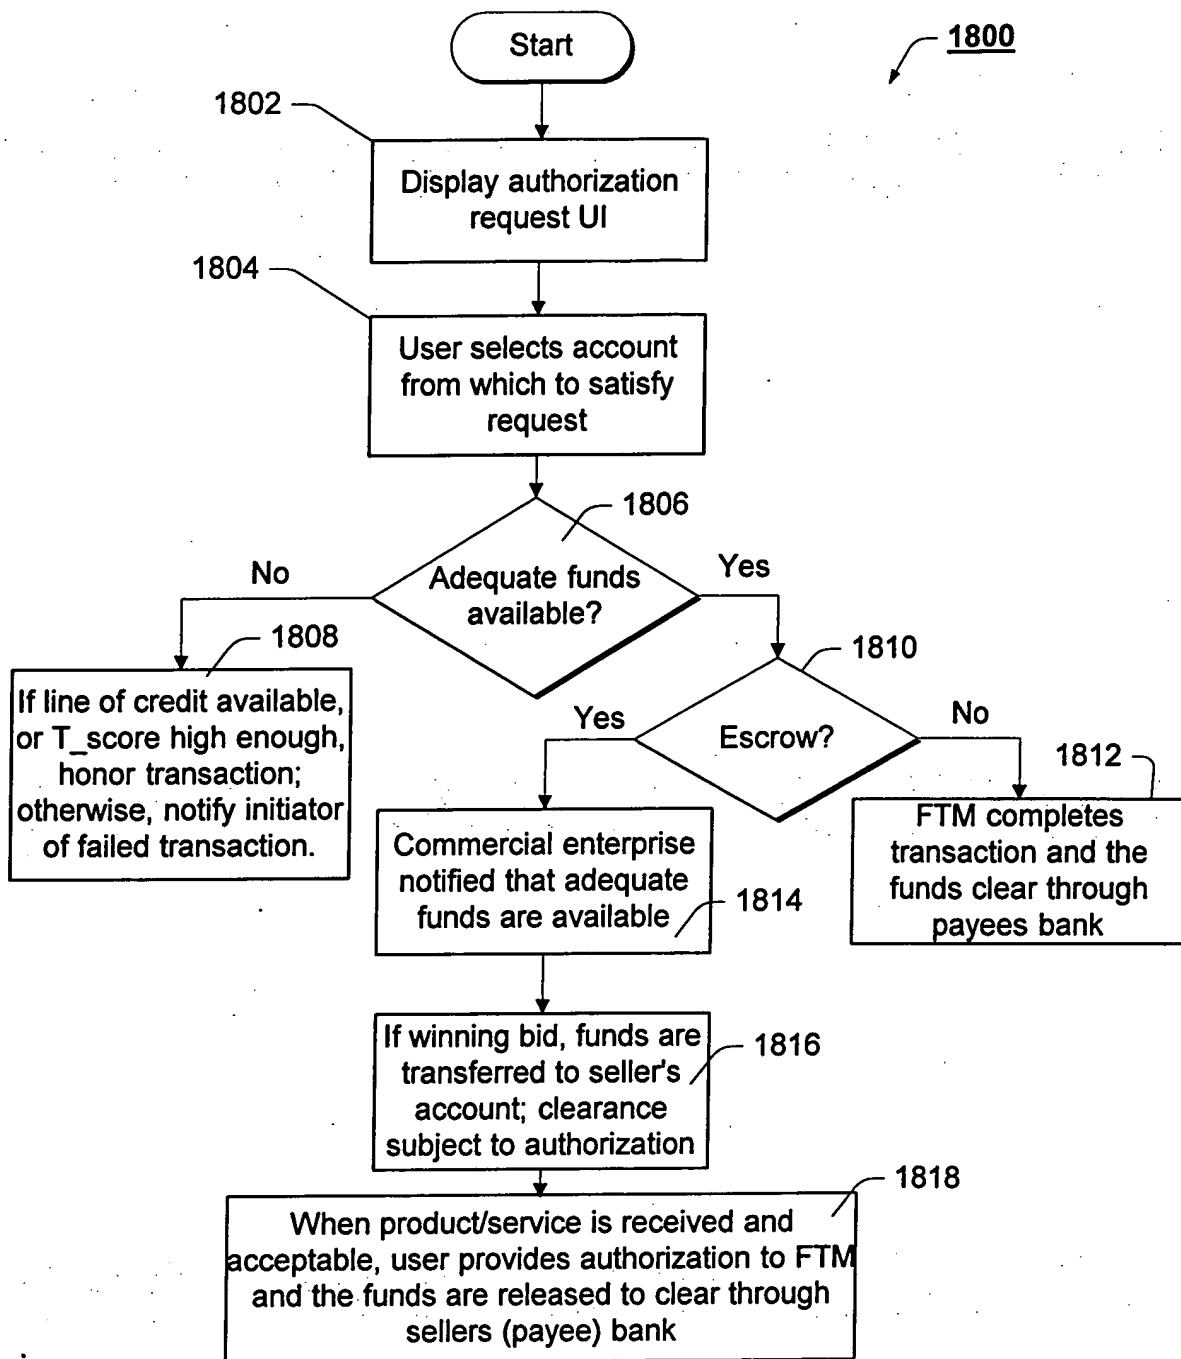 Start
1800
1802
Display authorization
request UI
1804
User selects account
from which to satisfy
request
1806
Adequate funds
available?
No
Yes
1808
If line of credit available,
or T_score high enough,
honor transaction;
otherwise, notify initiator
of failed transaction.
1810
Escrow?
Yes
No
1812
FTM completes
transaction and the
funds clear through
payees bank
Commercial enterprise
notified that adequate
funds are available
1814
If winning bid, funds are
transferred to seller's
account; clearance
subject to authorization
1816
1818
When product/service is received and
acceptable, user provides authorization to FTM
and the funds are released to clear through
sellers (payee) bank